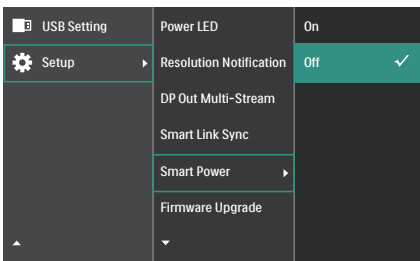 USB Setting
Setup
Power LED
Resolution Notification
DP Out Multi-Stream
Smart Link Sync
Smart Power
Firmware Upgrade
On
Off